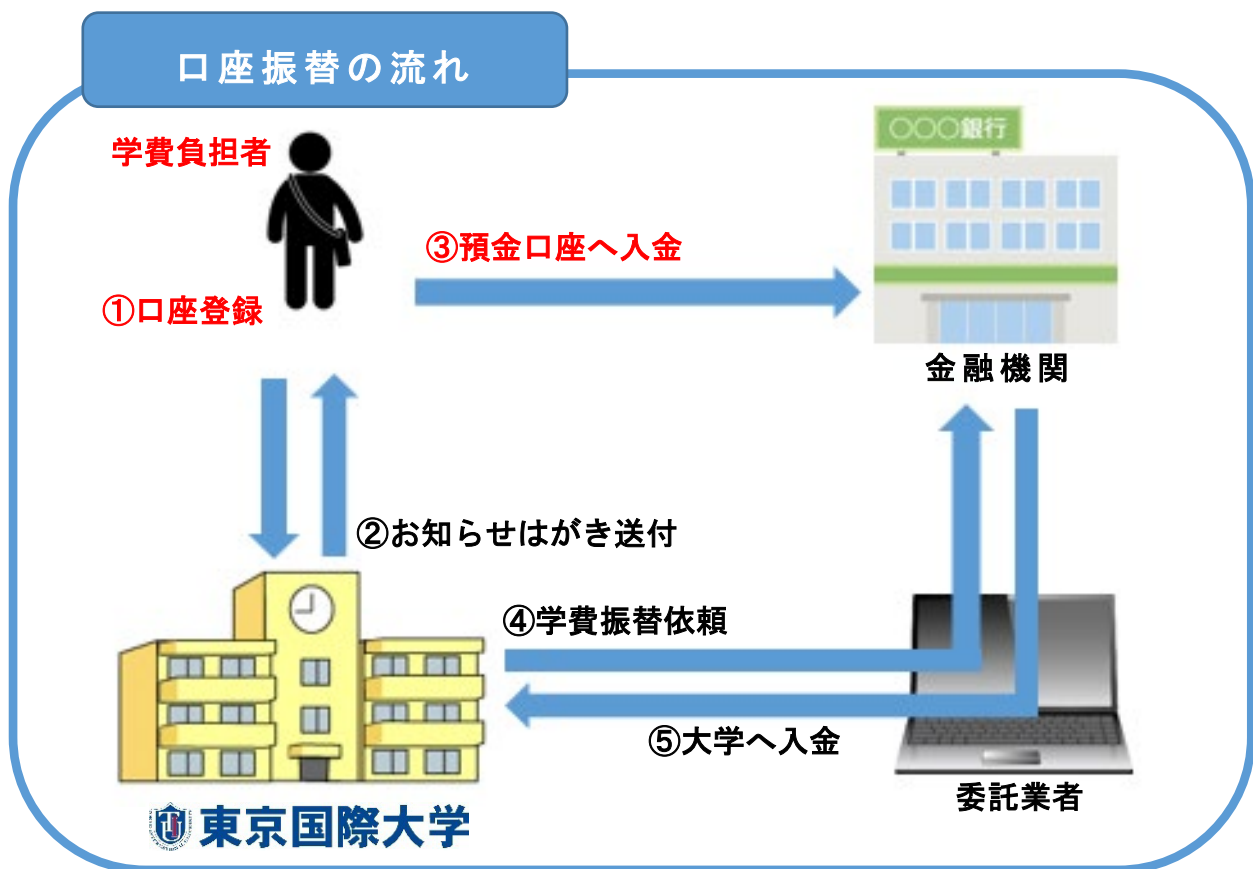 口座振替の流れ
学費負担者
○○○銀行
③預金口座へ入金
①口座登録
金融機関
②お知らせはがき送付
④学費振替依頼
⑤大学へ入金
委託業者
東京国際大学